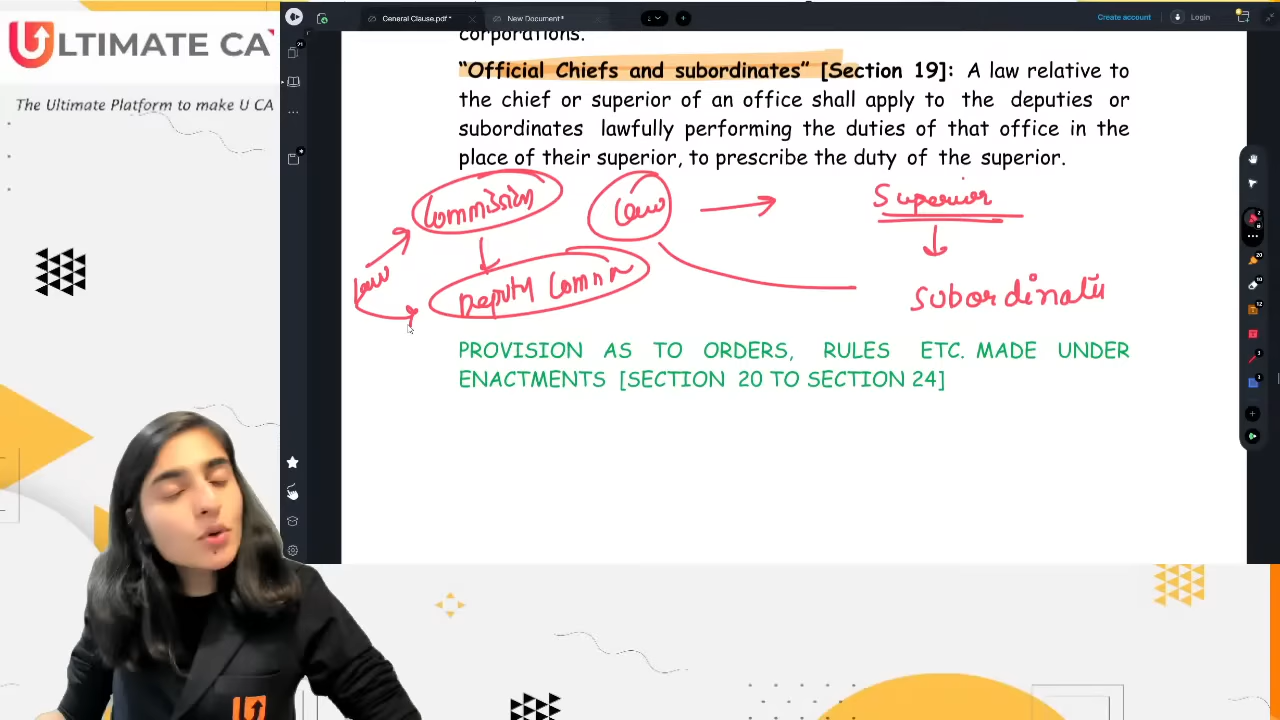 ULTIMATE CA
The Ultimate Platform to make U CA
General Clause.pdf *
New Document*
Create account
Login
corporations.
“Official Chiefs and subordinates” [Section 19]: A law relative to
the chief or superior of an office shall apply to the deputies or
subordinates lawfully performing the duties of that office in the
place of their superior, to prescribe the duty of the superior.
Commission
Law
Superior
Law
Deputy Comm
subordinate
PROVISION AS TO ORDERS, RULES ETC. MADE UNDER
ENACTMENTS [SECTION 20 TO SECTION 24]